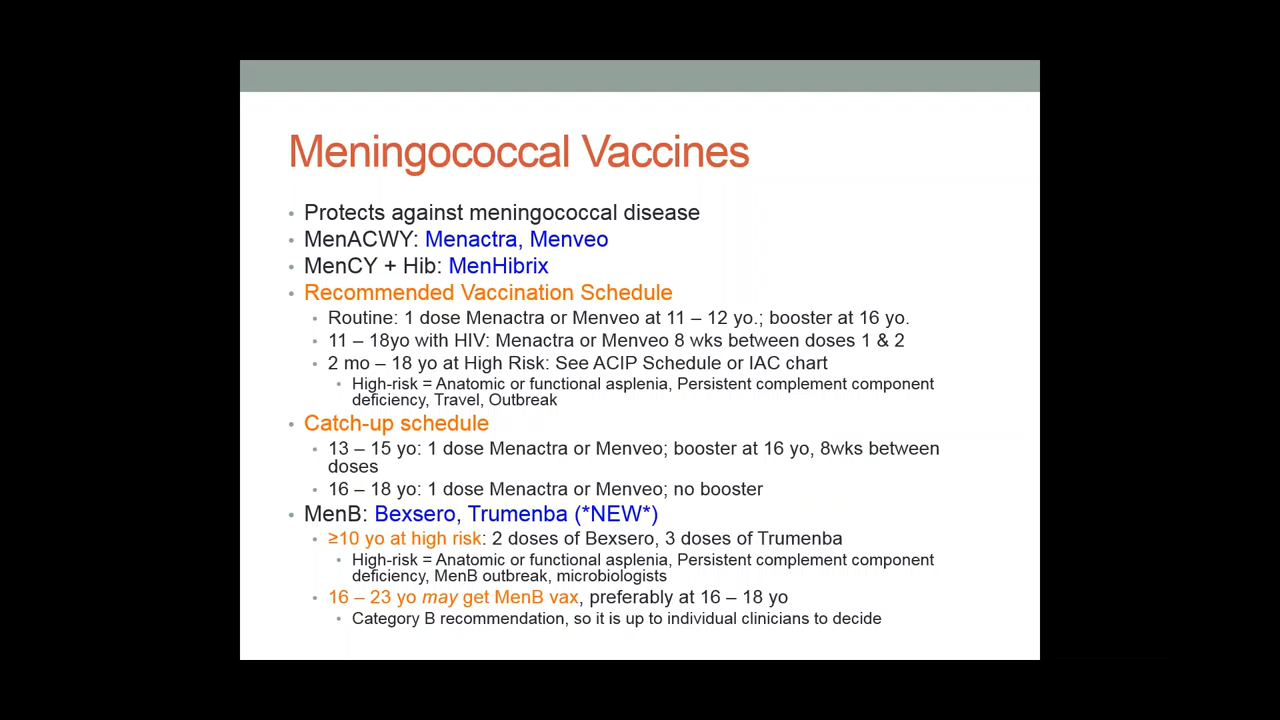 Meningococcal Vaccines
• Protects against meningococcal disease
• MenACWY: Menactra, Menveo
• MenCY + Hib: MenHibrix
• Recommended Vaccination Schedule
• Routine: 1 dose Menactra or Menveo at 11 – 12 yo.; booster at 16 yo.
• 11 – 18yo with HIV: Menactra or Menveo 8 wks between doses 1 & 2
• 2 mo – 18 yo at High Risk: See ACIP Schedule or IAC chart
• High-risk = Anatomic or functional asplenia, Persistent complement component
deficiency, Travel, Outbreak
• Catch-up schedule
• 13 – 15 yo: 1 dose Menactra or Menveo; booster at 16 yo, 8wks between
doses
• 16 – 18 yo: 1 dose Menactra or Menveo; no booster
• MenB: Bexsero, Trumenba (*NEW*)
• ≥10 yo at high risk: 2 doses of Bexsero, 3 doses of Trumenba
• High-risk = Anatomic or functional asplenia, Persistent complement component
deficiency, MenB outbreak, microbiologists
• 16 – 23 yo may get MenB vax, preferably at 16 – 18 yo
• Category B recommendation, so it is up to individual clinicians to decide